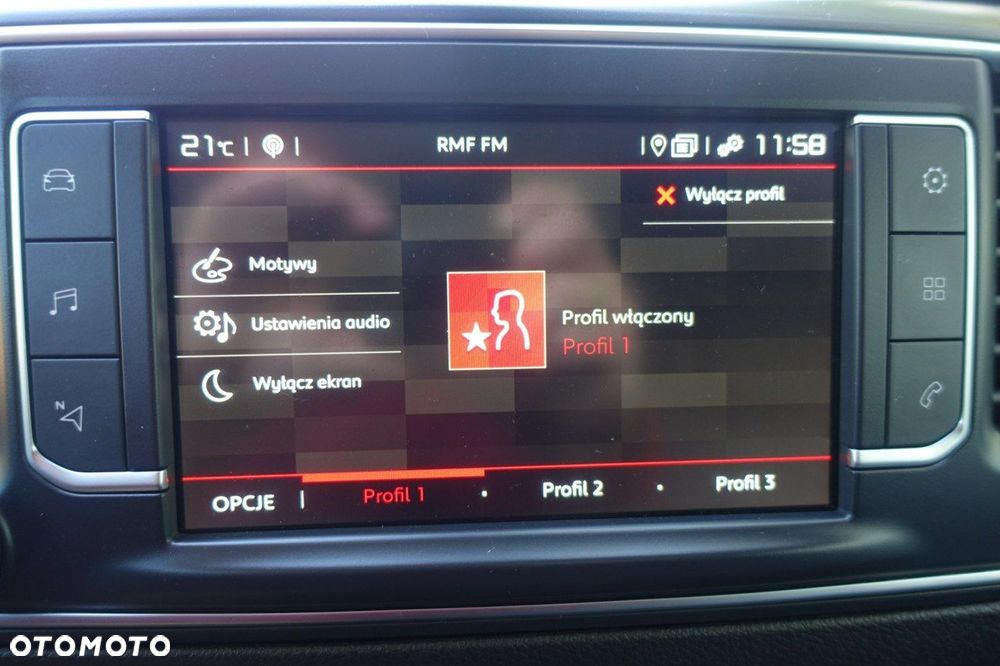 21°C
RMF FM
11:58
Wyłącz profil
Motywy
Ustawienia audio
Wyłącz ekran
Profil włączony
Profil 1
OPCJE
Profil 1
Profil 2
Profil 3
N
OTOMOTO